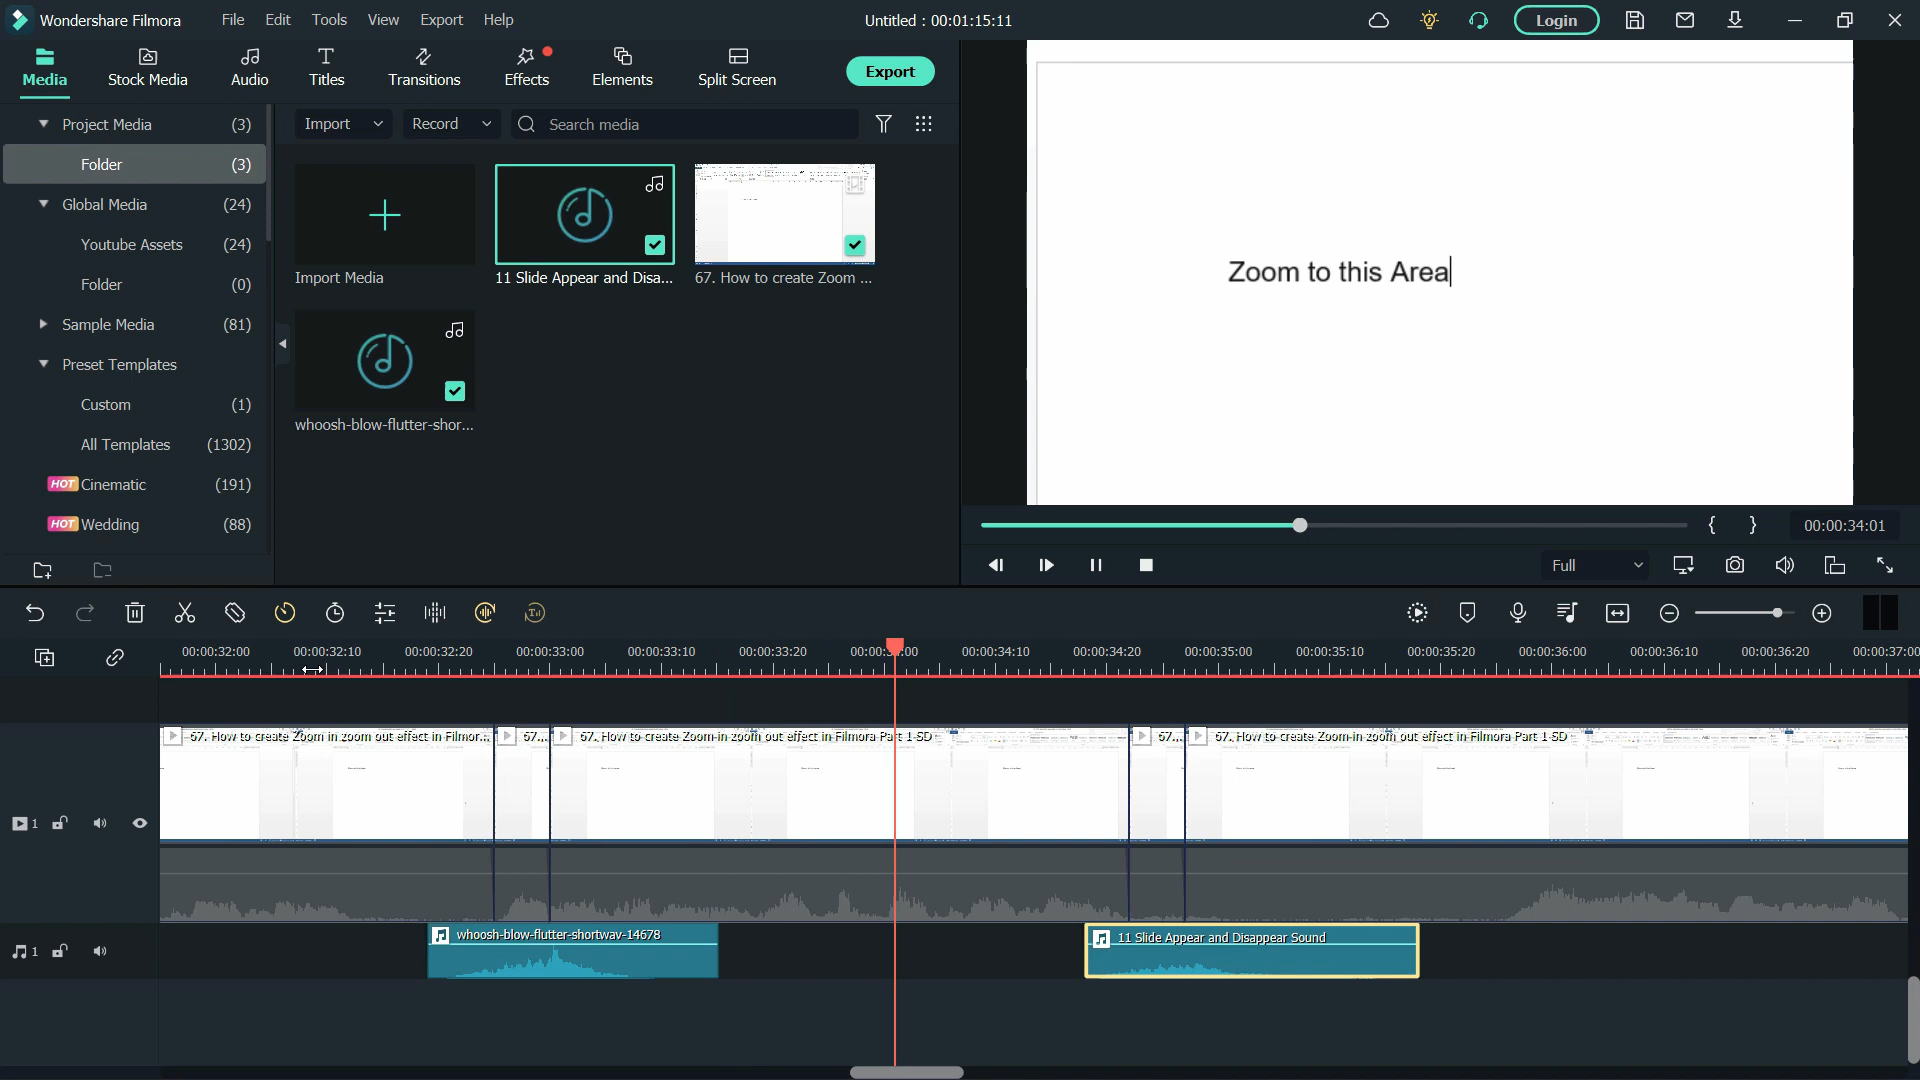 Wondershare Filmora
File Edit Tools View Export Help
Untitled : 00:01:15:11
Login
Media Stock Media Audio Titles Transitions Effects Elements Split Screen
Export
Project Media (3)
Folder (3)
Global Media (24)
Youtube Assets (24)
Folder (0)
Sample Media (81)
Preset Templates
Custom (1)
All Templates (1302)
HOT Cinematic (191)
HOT Wedding (88)
Import Record Search media
Import Media
11 Slide Appear and Disa...
67. How to create Zoom ...
whoosh-blow-flutter-shor...
Zoom to this Area
{ } 00:00:34:01
Full
00:00:32:00 00:00:32:10 00:00:32:20 00:00:33:00 00:00:33:10 00:00:33:20 00:00:34:10 00:00:34:20 00:00:35:00 00:00:35:10 00:00:35:20 00:00:36:00 00:00:36:10 00:00:36:20 00:00:37:00
67. How to create Zoom in zoom out effect in Filmor...
67...
67. How to create Zoom in zoom out effect in Filmora Part 1-SD
67...
67. How to create Zoom in zoom out effect in Filmora Part 1-SD
1
whoosh-blow-flutter-shortwav-14678
11 Slide Appear and Disappear Sound
1